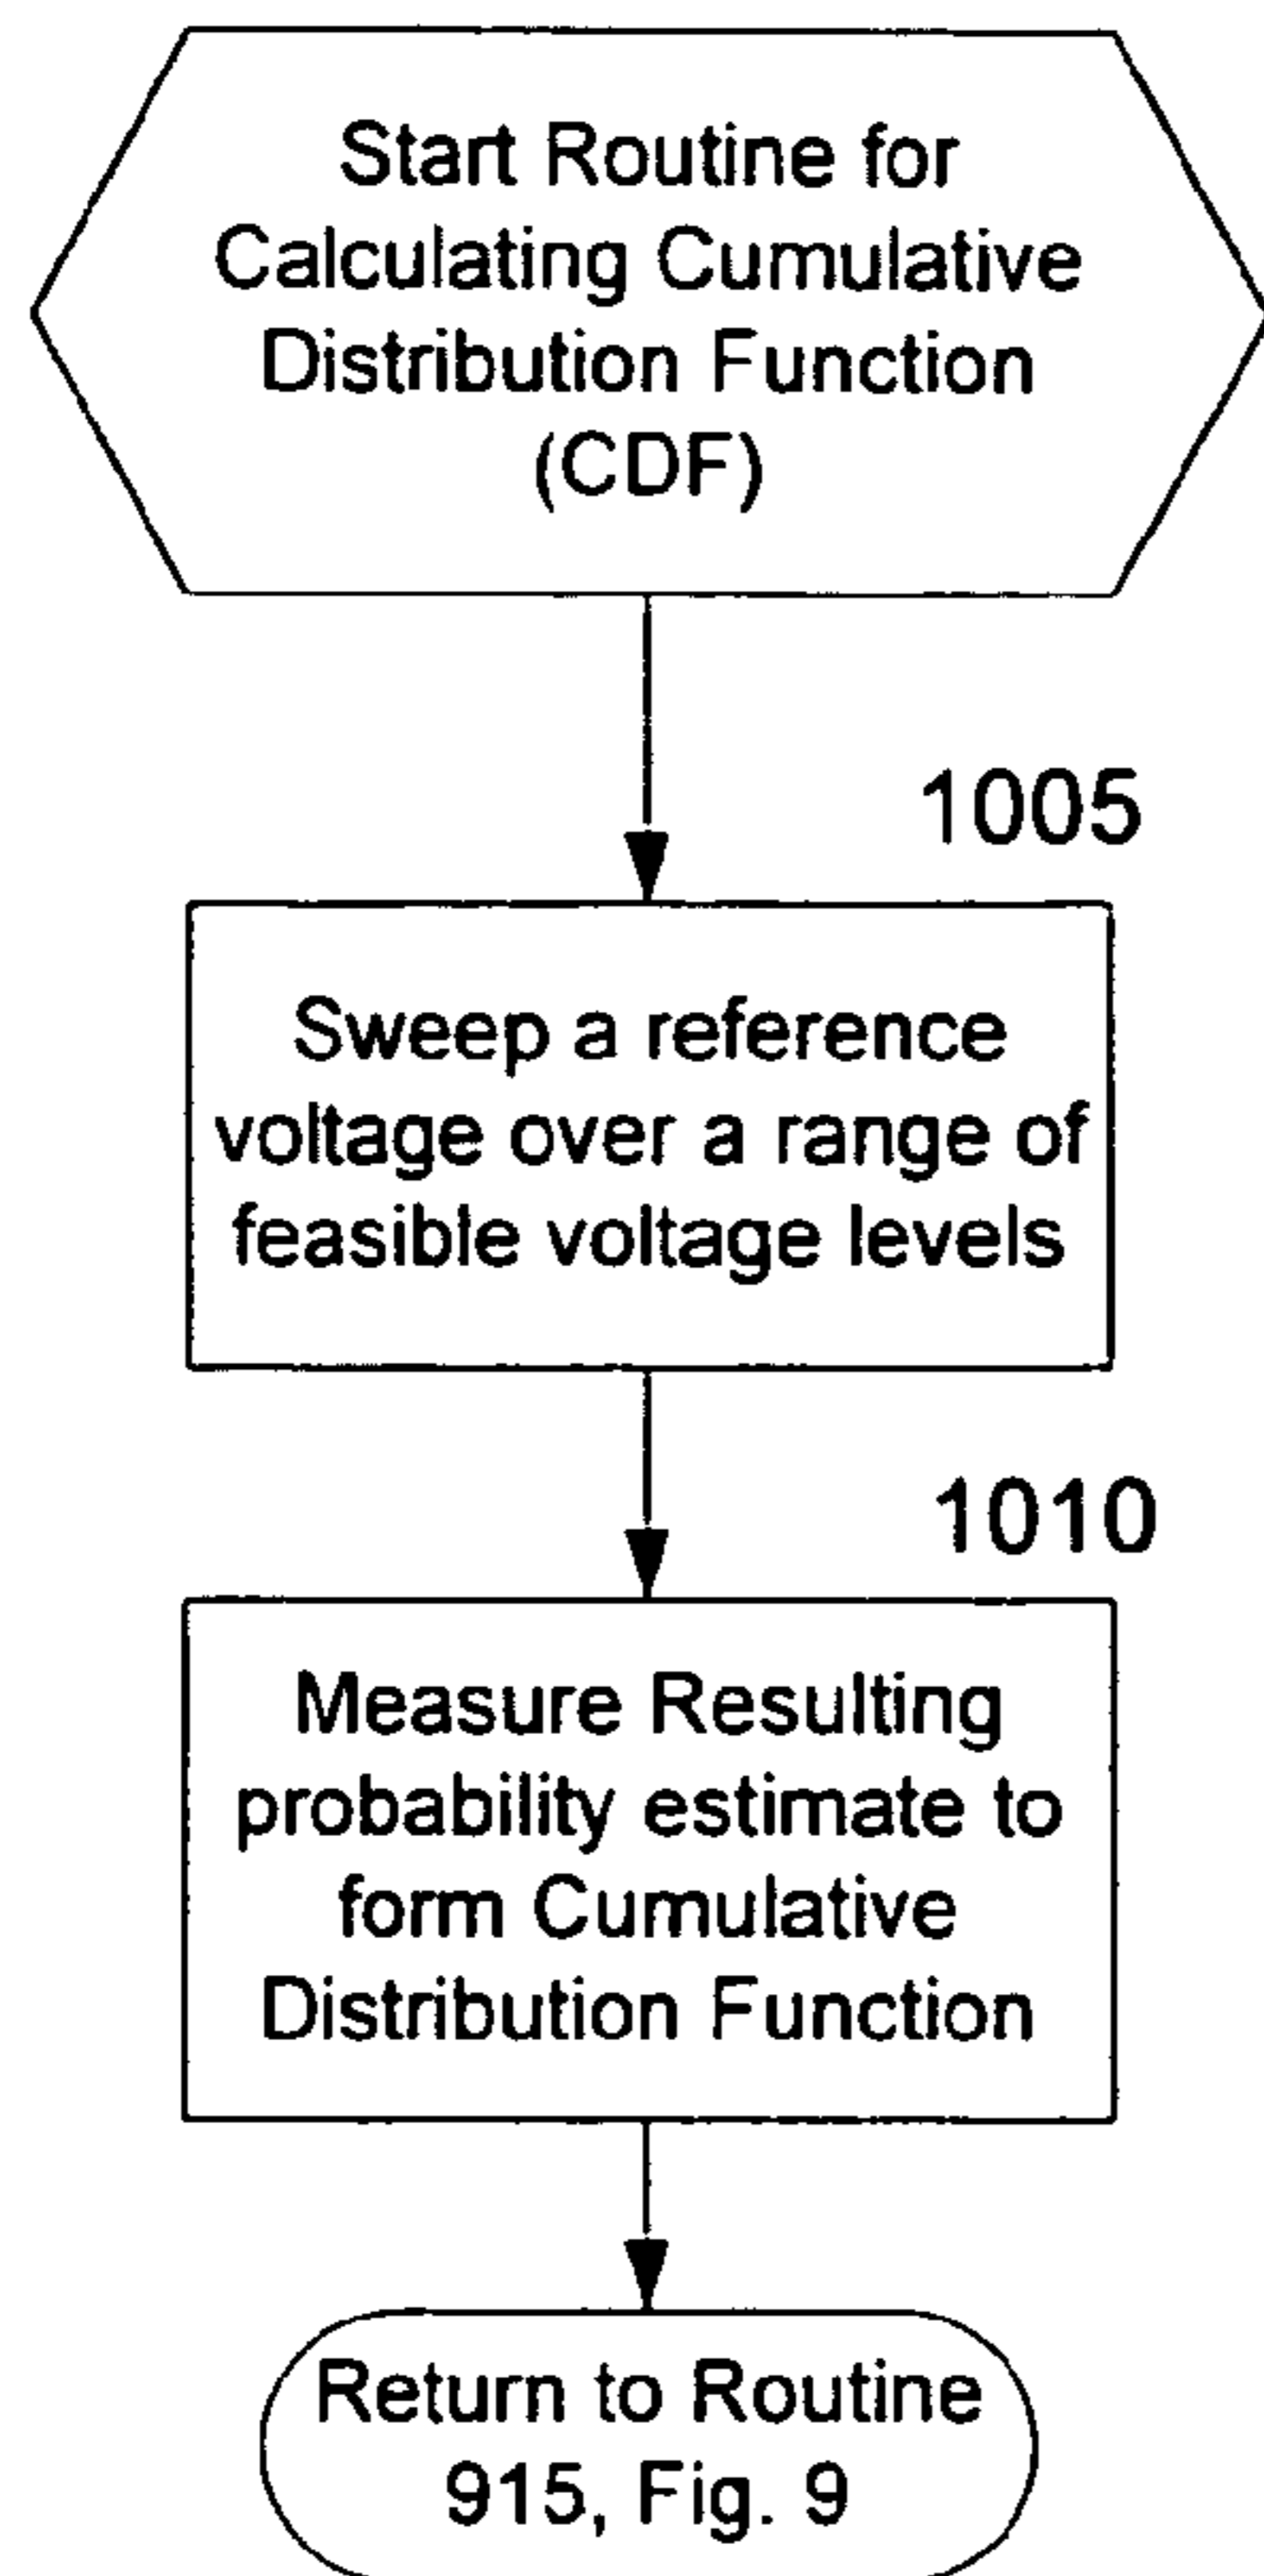 Start Routine for
Calculating Cumulative
Distribution Function
(CDF)
1005
Sweep a reference
voltage over a range of
feasible voltage levels
1010
Measure Resulting
probability estimate to
form Cumulative
Distribution Function
Return to Routine
915, Fig. 9